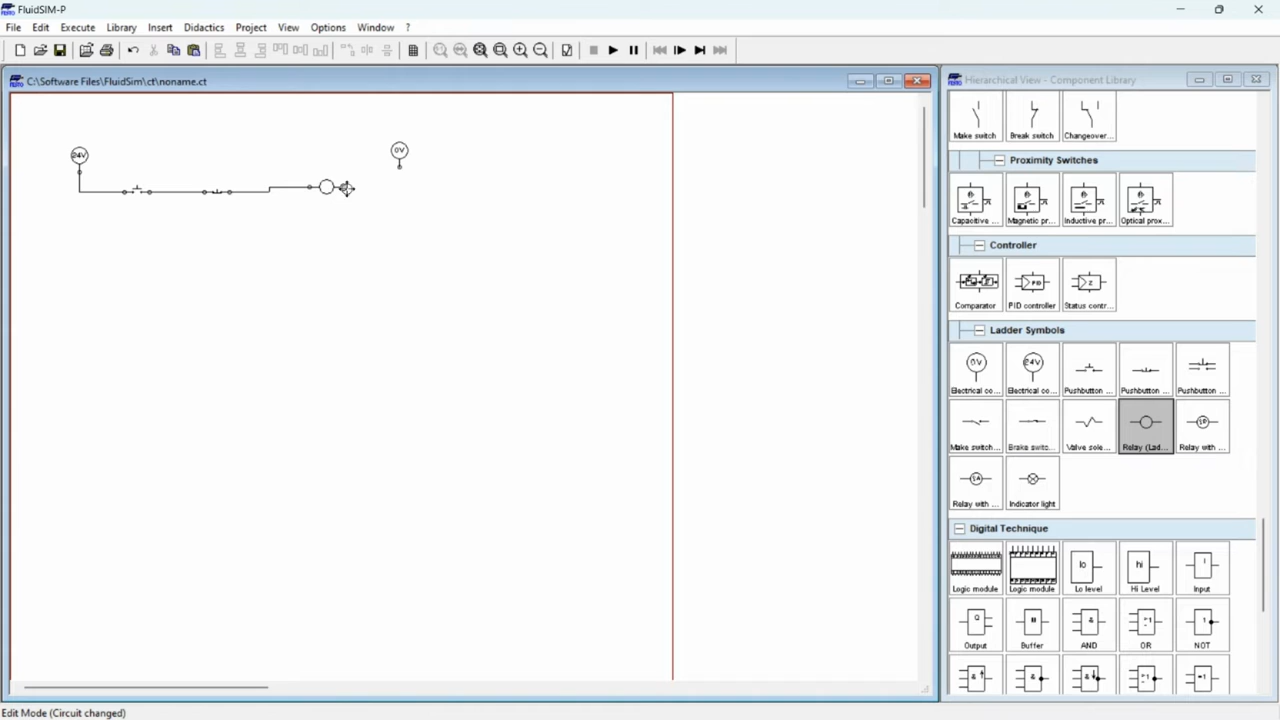 FluidSIM-P
File Edit Execute Library Insert Didactics Project View Options Window ?
C:\Software Files\FluidSim\ct\noname.ct
24V
0V
Hierarchical View - Component Library
Make switch Break switch Changeover...
Proximity Switches
Capacitive ... Magnetic pr... Inductive pr... Optical prox...
Controller
PID
Comparator PID controller Status contr...
Ladder Symbols
0V 24V
Electrical co... Electrical co... Pushbutton ... Pushbutton ... Pushbutton ...
Make switch... Brake switc... Valve sole... Relay (Lad... Relay with ...
Relay with ... Indicator light
Digital Technique
lo hi I
Logic module Logic module Lo level Hi Level Input
Q & >1 1
Output Buffer AND OR NOT
Edit Mode (Circuit changed)